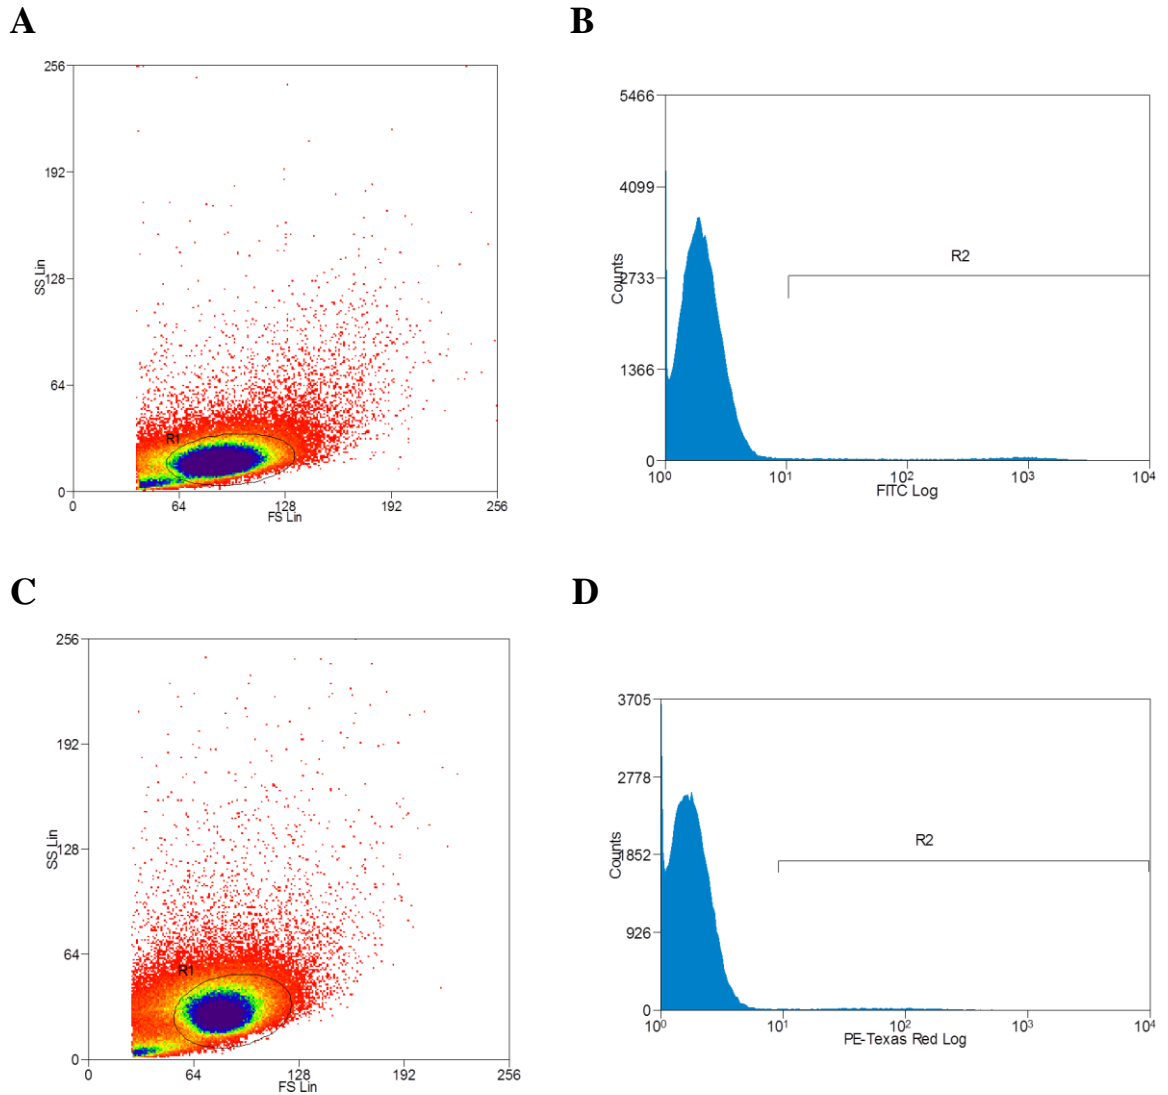 A
B
256
192
128
64
0
SS Lin
R1
0
64
128
192
256
FS Lin
5466
4099
2733
1366
0
Counts
R2
10⁰
10¹
10²
10³
10⁴
FITC Log
C
D
256
192
128
64
0
SS Lin
R1
0
64
128
192
256
FS Lin
3705
2778
1852
926
0
Counts
R2
10⁰
10¹
10²
10³
10⁴
PE-Texas Red Log